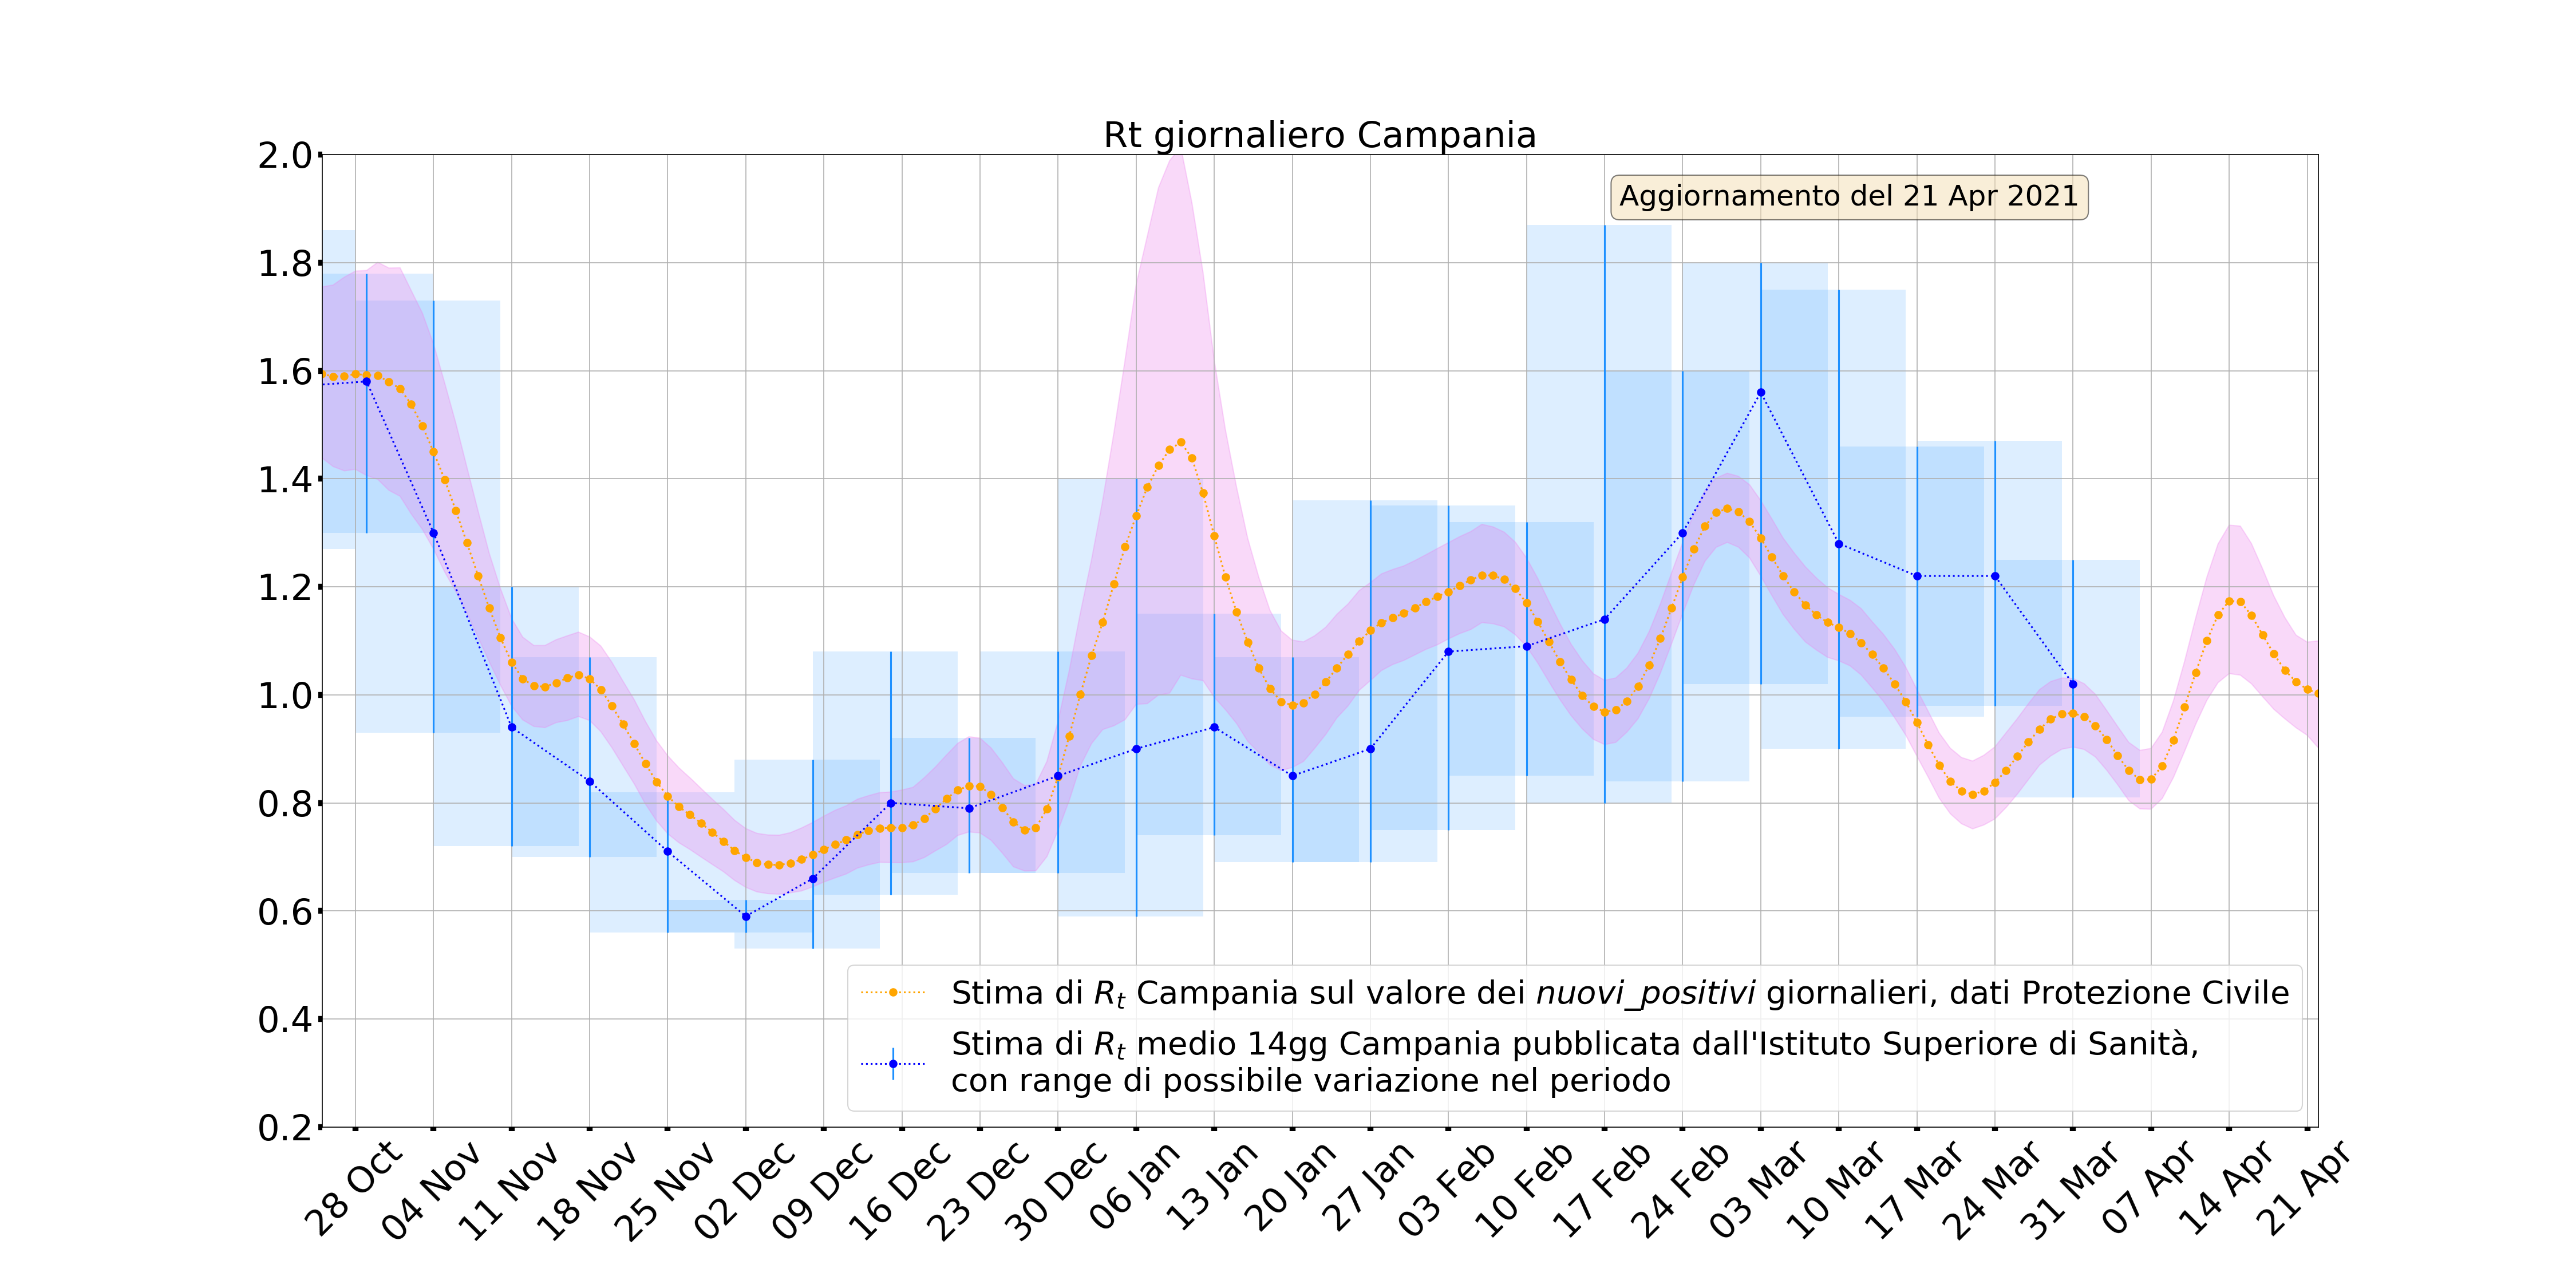 Rt giornaliero Campania
Aggiornamento del 21 Apr 2021
2.0
1.8
1.6
1.4
1.2
1.0
0.8
0.6
0.4
0.2
Stima di Rt Campania sul valore dei nuovi_positivi giornalieri, dati Protezione Civile
Stima di Rt medio 14gg Campania pubblicata dall'Istituto Superiore di Sanità,
con range di possibile variazione nel periodo
28 Oct
04 Nov
11 Nov
18 Nov
25 Nov
02 Dec
09 Dec
16 Dec
23 Dec
30 Dec
06 Jan
13 Jan
20 Jan
27 Jan
03 Feb
10 Feb
17 Feb
24 Feb
03 Mar
10 Mar
17 Mar
24 Mar
31 Mar
07 Apr
14 Apr
21 Apr